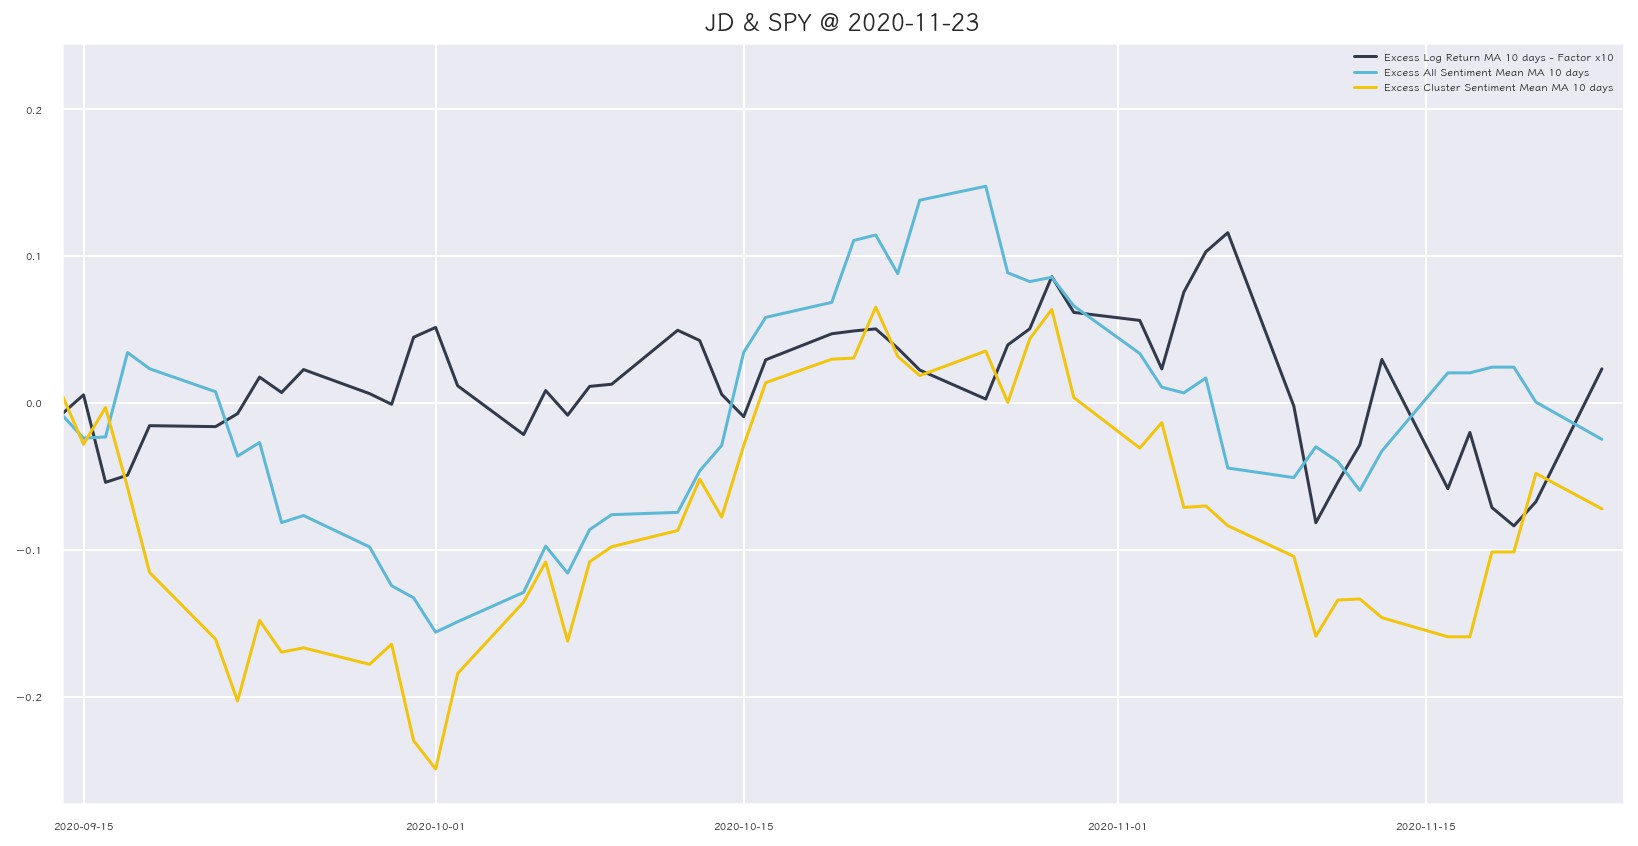 JD & SPY @ 2020-11-23
Excess Log Return MA 10 days - Factor x10
Excess All Sentiment Mean MA 10 days
Excess Cluster Sentiment Mean MA 10 days
0.2
0.1
0.0
−0.1
−0.2
2020-09-15 2020-10-01 2020-10-15 2020-11-01 2020-11-15